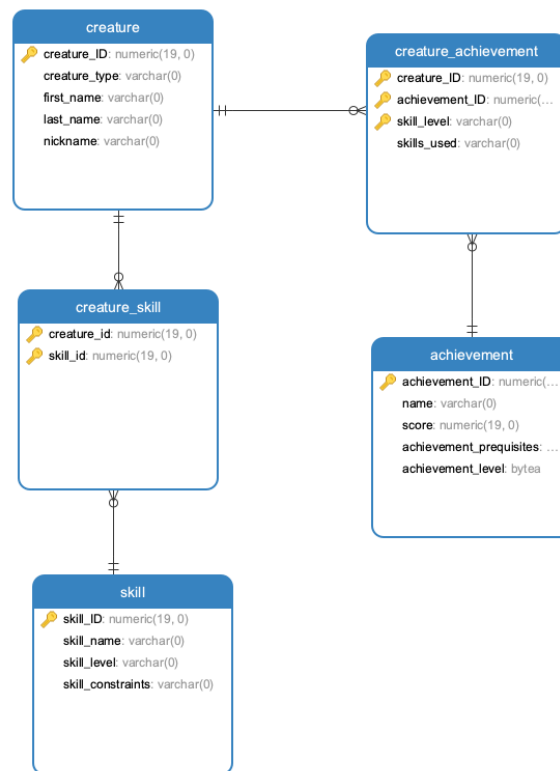 creature
creature_ID: numeric(19, 0)
creature_type: varchar(0)
first_name: varchar(0)
last_name: varchar(0)
nickname: varchar(0)
creature_achievement
creature_ID: numeric(19, 0)
achievement_ID: numeric(...
skill_level: varchar(0)
skills_used: varchar(0)
creature_skill
creature_id: numeric(19, 0)
skill_id: numeric(19, 0)
achievement
achievement_ID: numeric(...
name: varchar(0)
score: numeric(19, 0)
achievement_prequisites: ...
achievement_level: bytea
skill
skill_ID: numeric(19, 0)
skill_name: varchar(0)
skill_level: varchar(0)
skill_constraints: varchar(0)